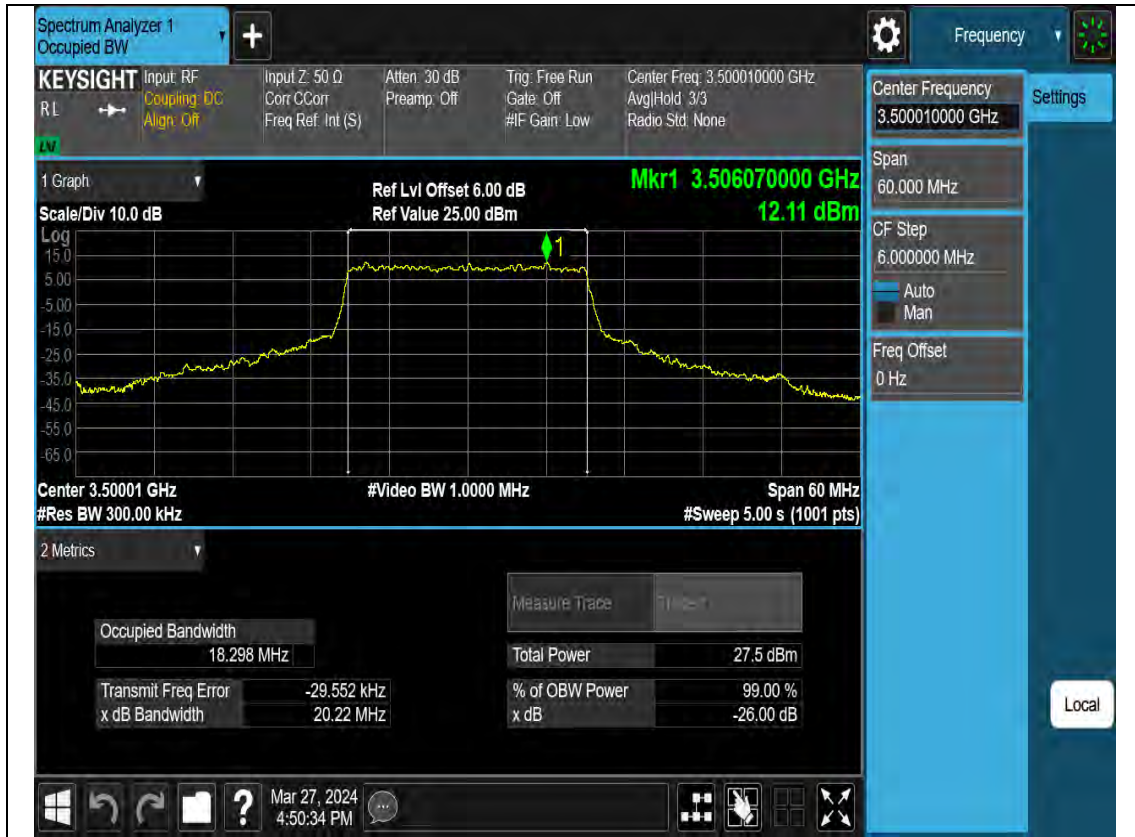 Spectrum Analyzer 1
Occupied BW
+
Frequency
KEYSIGHT
RL
Input: RF
Coupling: DC
Align: Off
Input Z: 50 Ω
Corr CCorr
Freq Ref: Int (S)
Atten: 30 dB
Preamp: Off
Trig: Free Run
Gate: Off
#IF Gain: Low
Center Freq: 3.500010000 GHz
Avg|Hold: 3/3
Radio Std: None
Center Frequency
3.500010000 GHz
Settings
Span
60.000 MHz
CF Step
6.000000 MHz
Auto
Man
Freq Offset
0 Hz
1 Graph
Scale/Div 10.0 dB
Ref Lvl Offset 6.00 dB
Ref Value 25.00 dBm
Mkr1 3.506070000 GHz
12.11 dBm
Log
15.0
5.00
-5.00
-15.0
-25.0
-35.0
-45.0
-55.0
-65.0
1
Center 3.50001 GHz
#Video BW 1.0000 MHz
Span 60 MHz
#Res BW 300.00 kHz
#Sweep 5.00 s (1001 pts)
2 Metrics
Measure Trace
Occupied Bandwidth
18.298 MHz
Total Power 27.5 dBm
Transmit Freq Error -29.552 kHz
% of OBW Power 99.00 %
x dB Bandwidth 20.22 MHz
x dB -26.00 dB
Local
?
Mar 27, 2024
4:50:34 PM